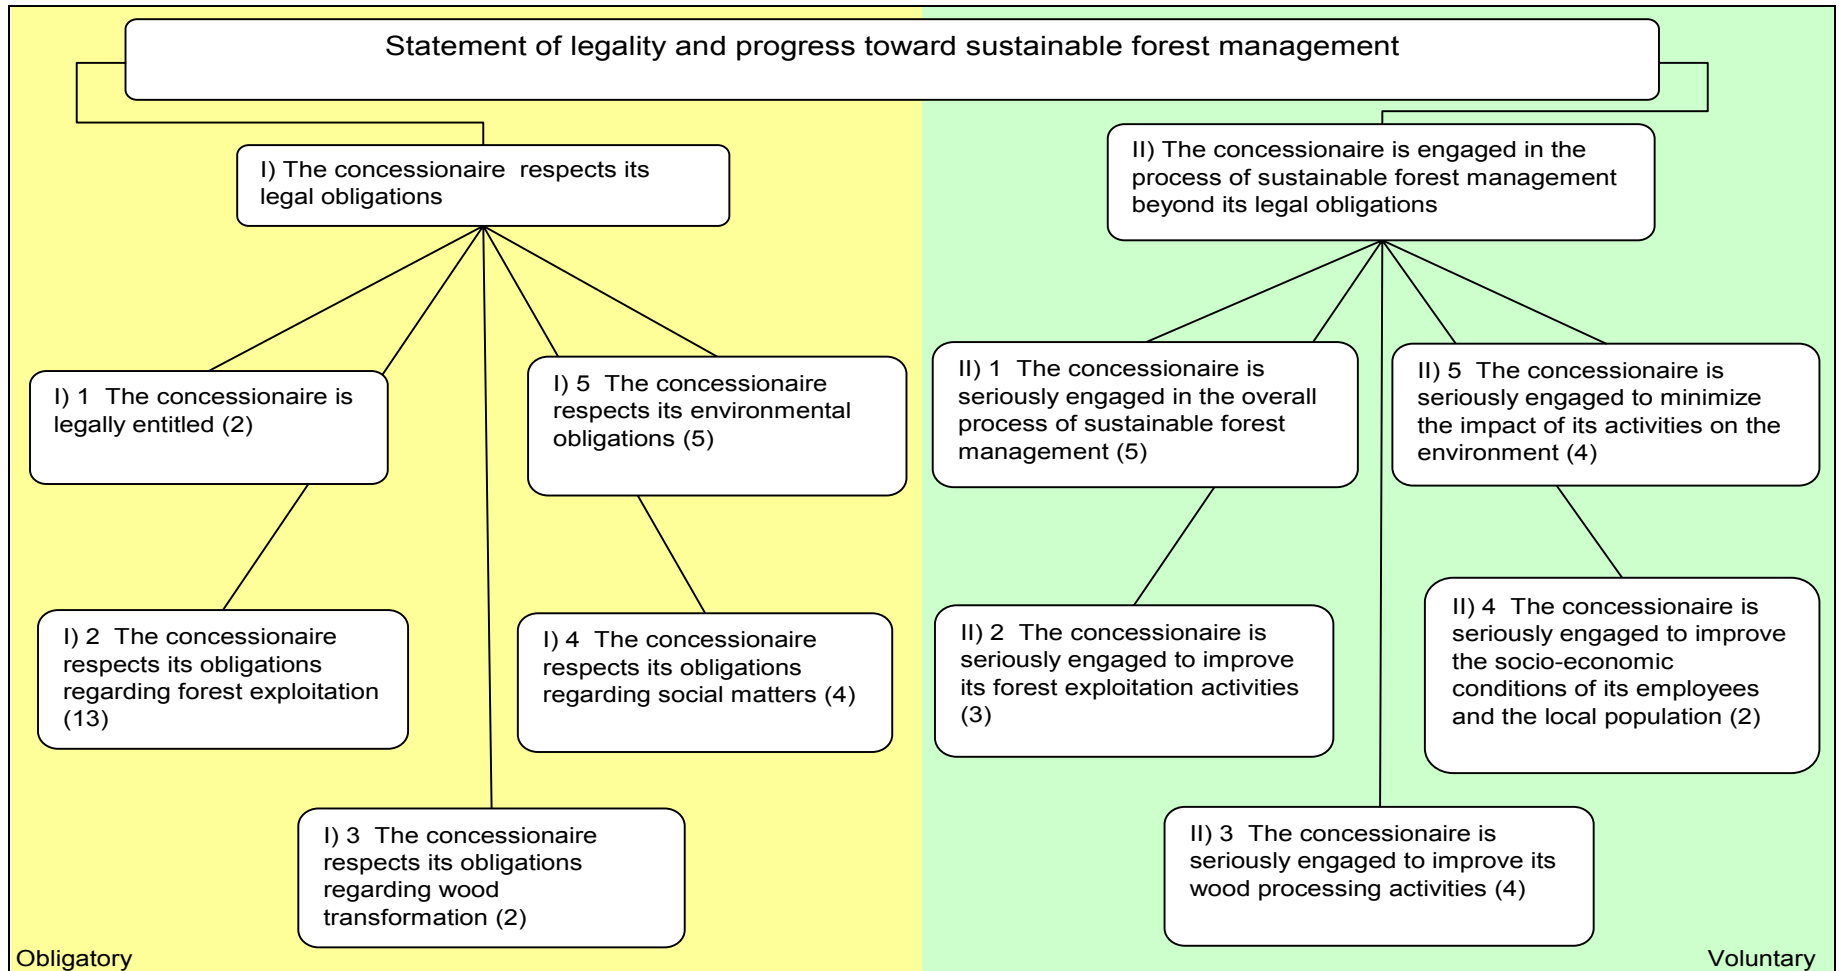 Statement of legality and progress toward sustainable forest management
I) The concessionaire respects its
legal obligations
II) The concessionaire is engaged in the
process of sustainable forest management
beyond its legal obligations
I) 1 The concessionaire is
legally entitled (2)
I) 5 The concessionaire
respects its environmental
obligations (5)
II) 1 The concessionaire is
seriously engaged in the overall
process of sustainable forest
management (5)
II) 5 The concessionaire is
seriously engaged to minimize
the impact of its activities on the
environment (4)
I) 2 The concessionaire
respects its obligations
regarding forest exploitation
(13)
I) 4 The concessionaire
respects its obligations
regarding social matters (4)
II) 2 The concessionaire is
seriously engaged to improve
its forest exploitation activities
(3)
II) 4 The concessionaire is
seriously engaged to improve
the socio-economic
conditions of its employees
and the local population (2)
I) 3 The concessionaire
respects its obligations
regarding wood
transformation (2)
II) 3 The concessionaire is
seriously engaged to improve its
wood processing activities (4)
Obligatory
Voluntary